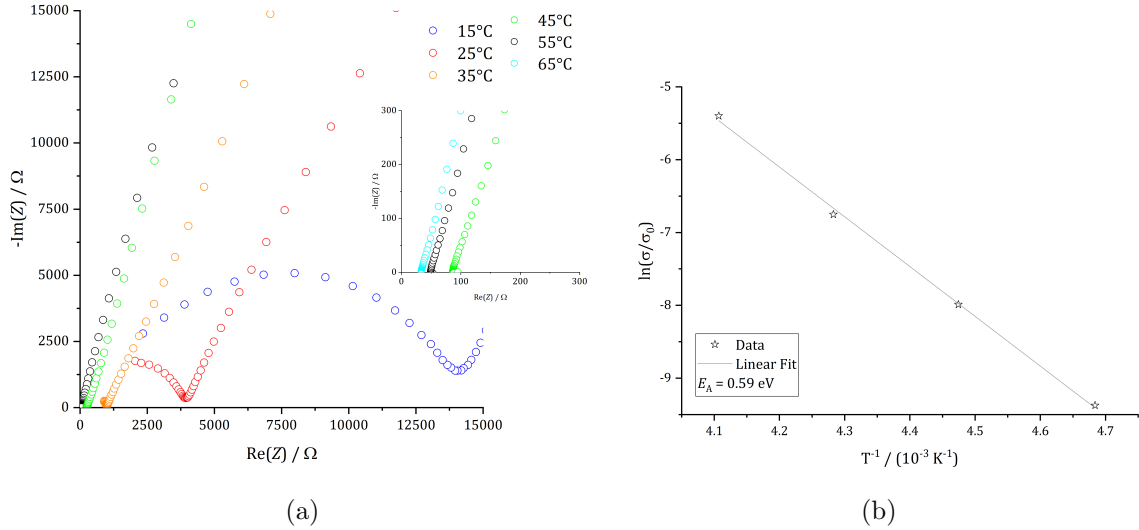 15000
12500
10000
7500
5000
2500
0
-Im(Z) / Ω
0 2500 5000 7500 10000 12500 15000
Re(Z) / Ω
15°C
25°C
35°C
45°C
55°C
65°C
300
200
100
0
-Im(Z) / Ω
0 100 200 300
Re(Z) / Ω
(a)
-5
-6
-7
-8
-9
ln(σ/σ₀)
4.1 4.2 4.3 4.4 4.5 4.6 4.7
T⁻¹ / (10⁻³ K⁻¹)
Data
Linear Fit
E_A = 0.59 eV
(b)